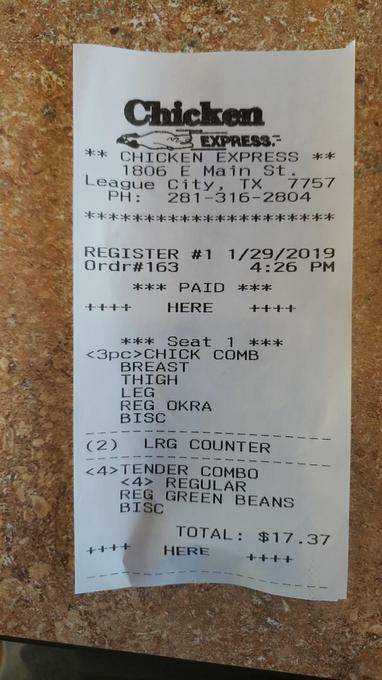 Chicken
EXPRESS
** CHICKEN EXPRESS **
1806 E Main St.
League City, TX 7757
PH: 281-316-2804
*********************
REGISTER #1 1/29/2019
Ordr#163 4:26 PM
*** PAID ***
++++ HERE ++++
*** Seat 1 ***
<3pc>CHICK COMB
BREAST
THIGH
LEG
REG OKRA
BISC
(2) LRG COUNTER
<4>TENDER COMBO
<4> REGULAR
REG GREEN BEANS
BISC
TOTAL: $17.37
++++ HERE ++++